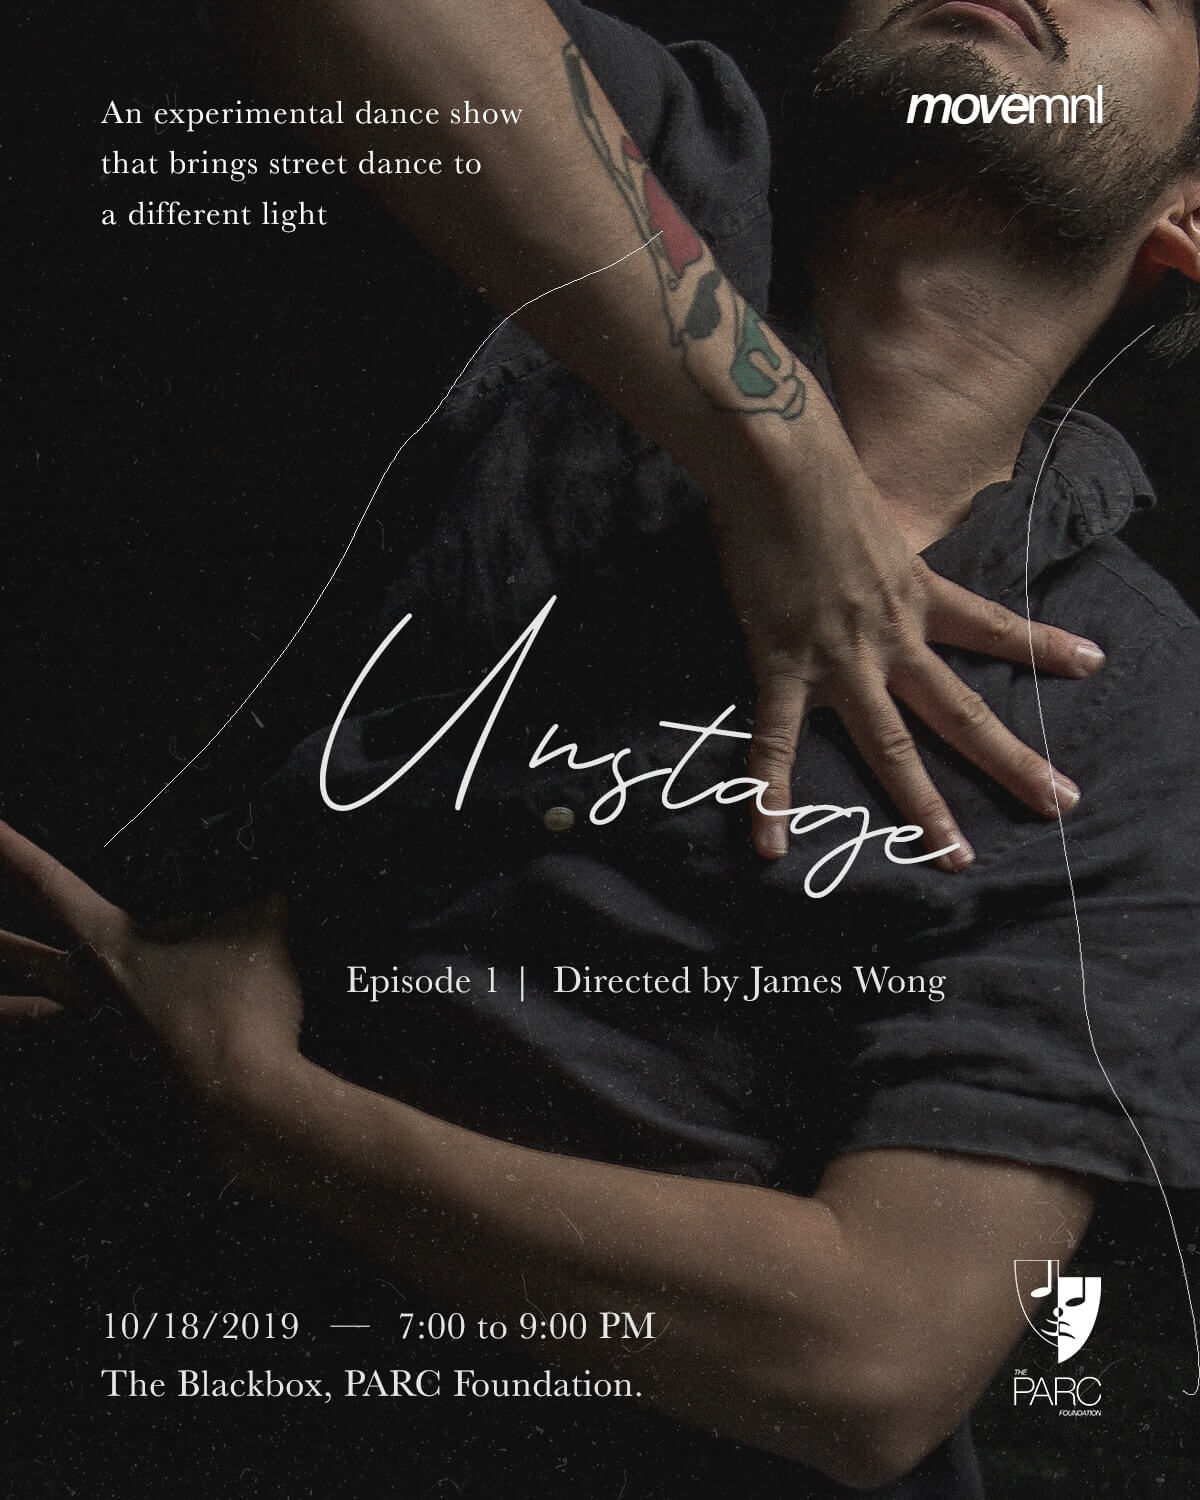 An experimental dance show
that brings street dance to
a different light
movemnl
Unstage
Episode 1 | Directed by James Wong
10/18/2019 — 7:00 to 9:00 PM
The Blackbox, PARC Foundation.
THE
PARC
FOUNDATION